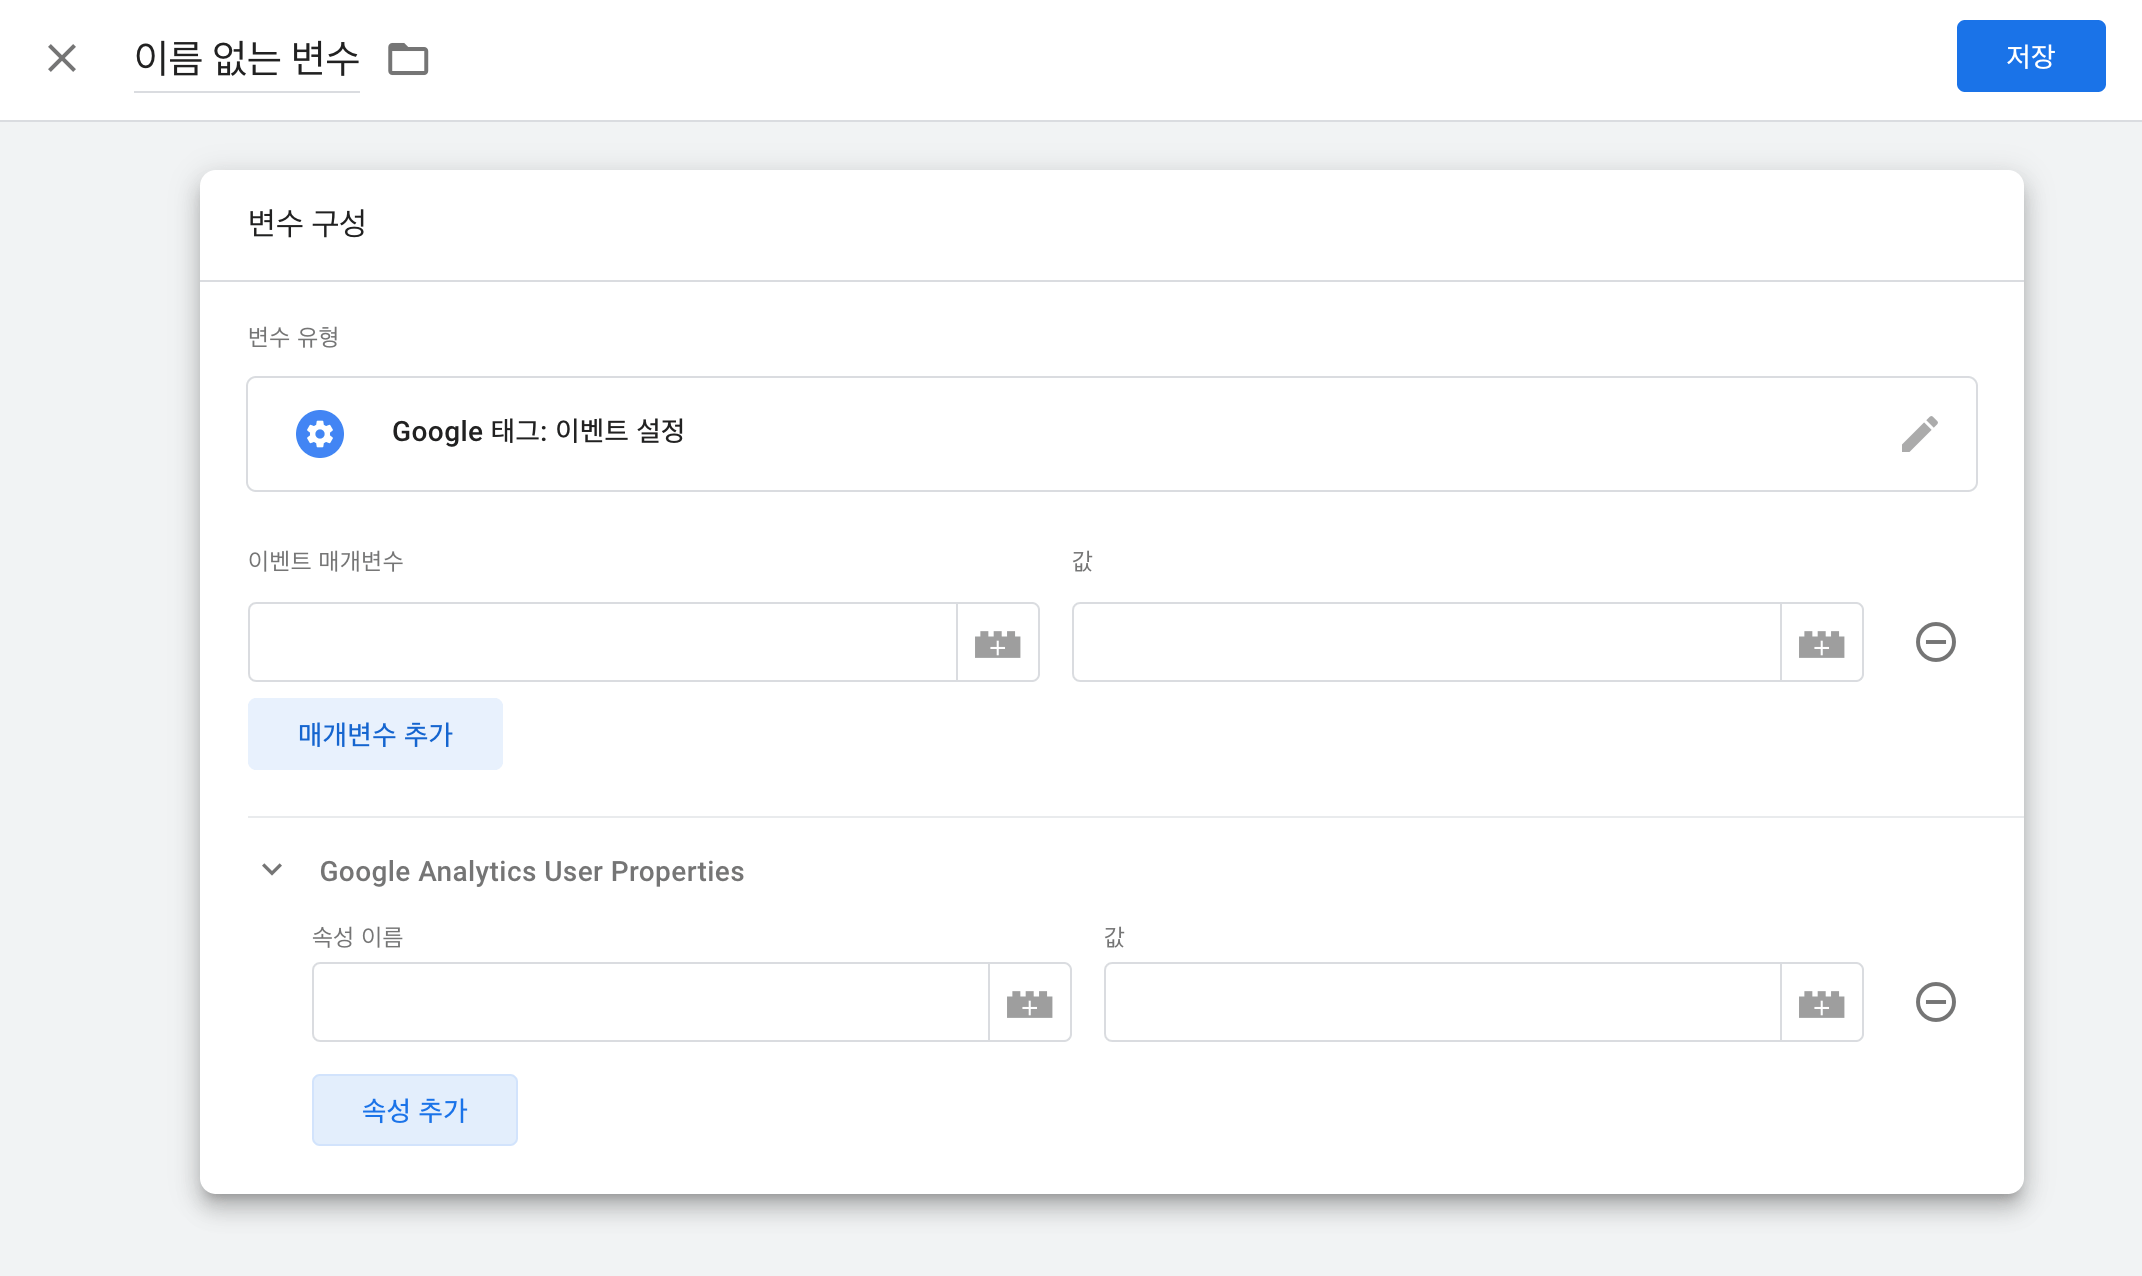 이름 없는 변수
저장
변수 구성
변수 유형
Google 태그: 이벤트 설정
이벤트 매개변수
값
매개변수 추가
Google Analytics User Properties
속성 이름
값
속성 추가